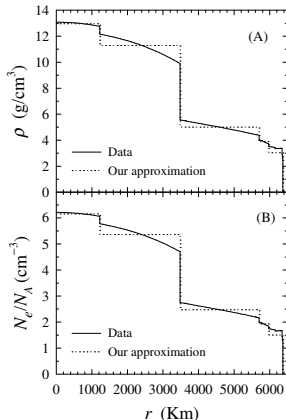 14
12
10
8
6
4
2
0
ρ (g/cm³)
(A)
Data
Our approximation
6
5
4
3
2
1
0
N_e/N_A (cm⁻³)
(B)
Data
Our approximation
0 1000 2000 3000 4000 5000 6000
r (Km)